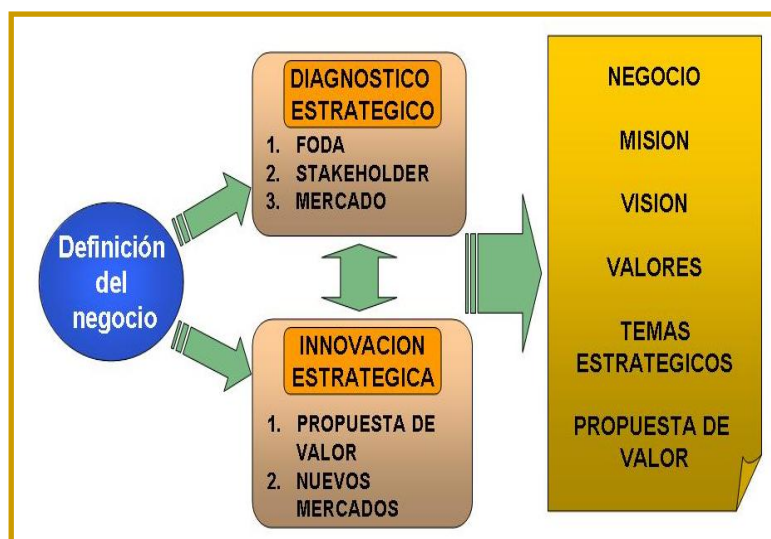 Definición
del
negocio
DIAGNOSTICO
ESTRATEGICO
1. FODA
2. STAKEHOLDER
3. MERCADO
INNOVACION
ESTRATEGICA
1. PROPUESTA DE
VALOR
2. NUEVOS
MERCADOS
NEGOCIO
MISION
VISION
VALORES
TEMAS
ESTRATEGICOS
PROPUESTA DE
VALOR